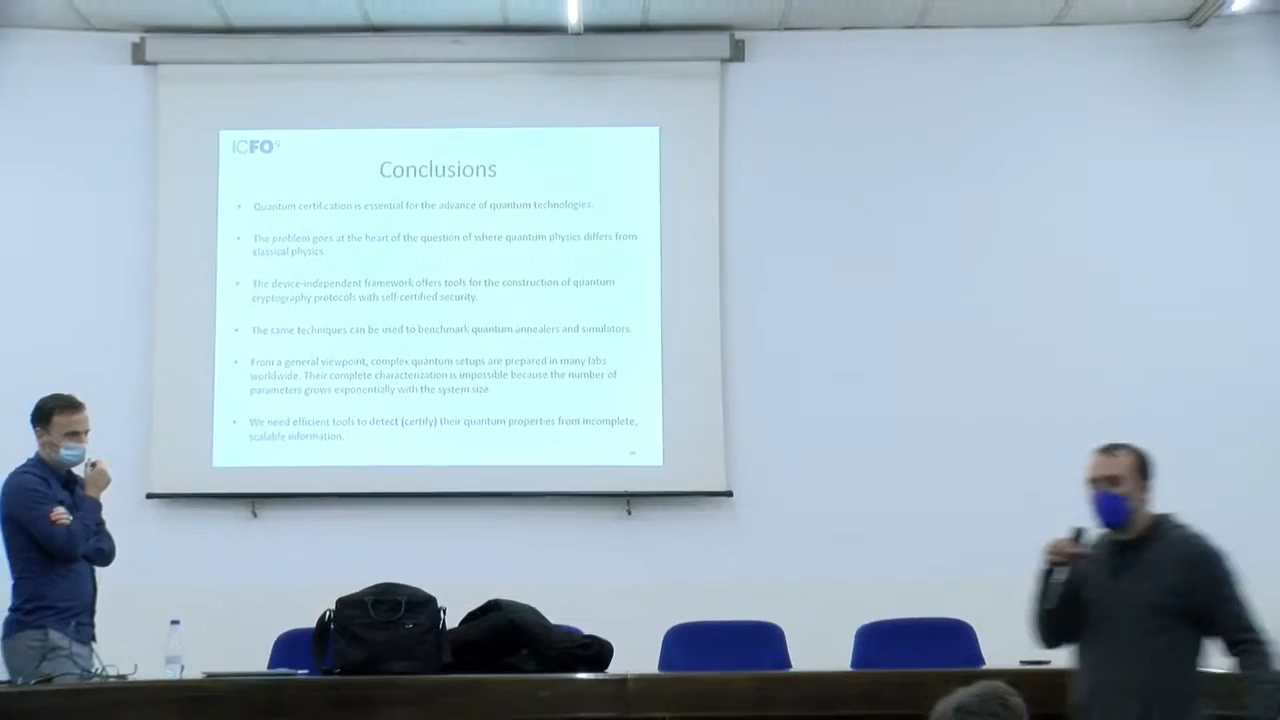 ICFO
Conclusions
• Quantum certification is essential for the advance of quantum technologies.
• The problem goes at the heart of the question of where quantum physics differs from
classical physics.
• The device-independent framework offers tools for the construction of quantum
cryptography protocols with self-certified security.
• The same techniques can be used to benchmark quantum annealers and simulators.
• From a general viewpoint, complex quantum setups are prepared in many labs
worldwide. Their complete characterization is impossible because the number of
parameters grows exponentially with the system size
• We need efficient tools to detect (certify) their quantum properties from incomplete,
scalable information.